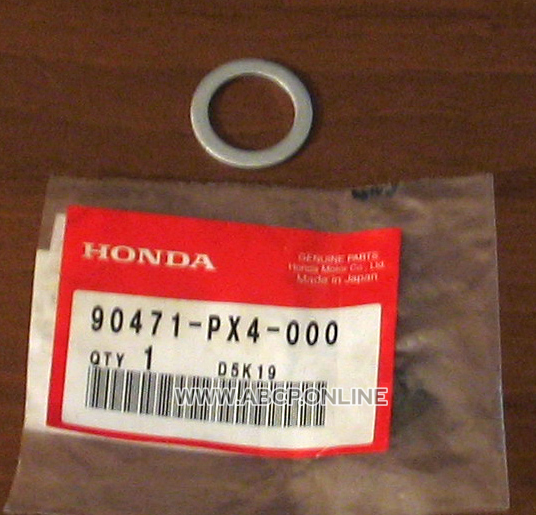 HONDA
GENUINE PARTS
Honda Motor Co., Ltd.
Made in Japan
90471-PX4-000
QTY 1 D5K19
WWW.ABCP.ONLINE